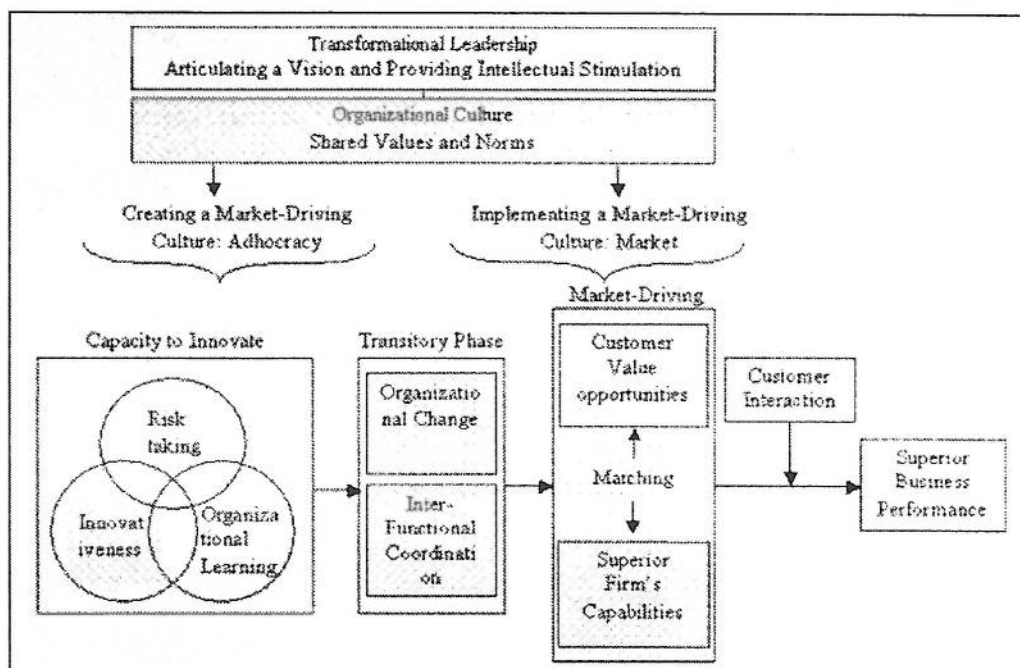 Transformational Leadership
Articulating a Vision and Providing Intellectual Stimulation
Organizational Culture
Shared Values and Norms
Creating a Market-Driving
Culture: Adhocracy
Implementing a Market-Driving
Culture: Market
Capacity to Innovate
Risk
taking
Innovat
iveness
Organiza
tional
Learning
Transitory Phase
Organizatio
nal Change
Inter-
Functional
Coordinati
on
Market-Driving
Customer
Value
opportunities
Matching
Superior
Firm's
Capabilities
Customer
Interaction
Superior
Business
Performance